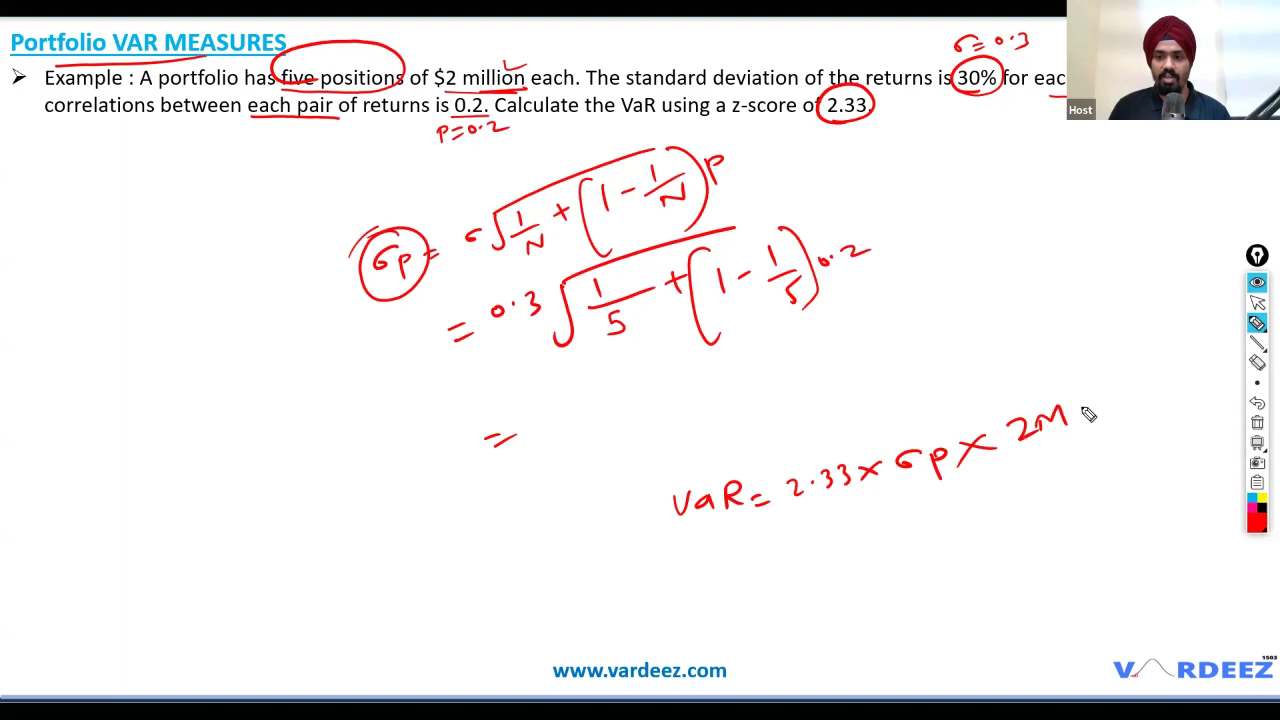 Portfolio VAR MEASURES
σ = 0.3
➤ Example : A portfolio has five positions of $2 million each. The standard deviation of the returns is 30% for eac
correlations between each pair of returns is 0.2. Calculate the VaR using a z-score of 2.33.
Host
ρ = 0.2
σp = σ√1/N + (1 - 1/N)ρ
= 0.3 √1/5 + (1 - 1/5)0.2
=
VaR = 2.33 × σp × 2M
www.vardeez.com
1503
VARDEEZ